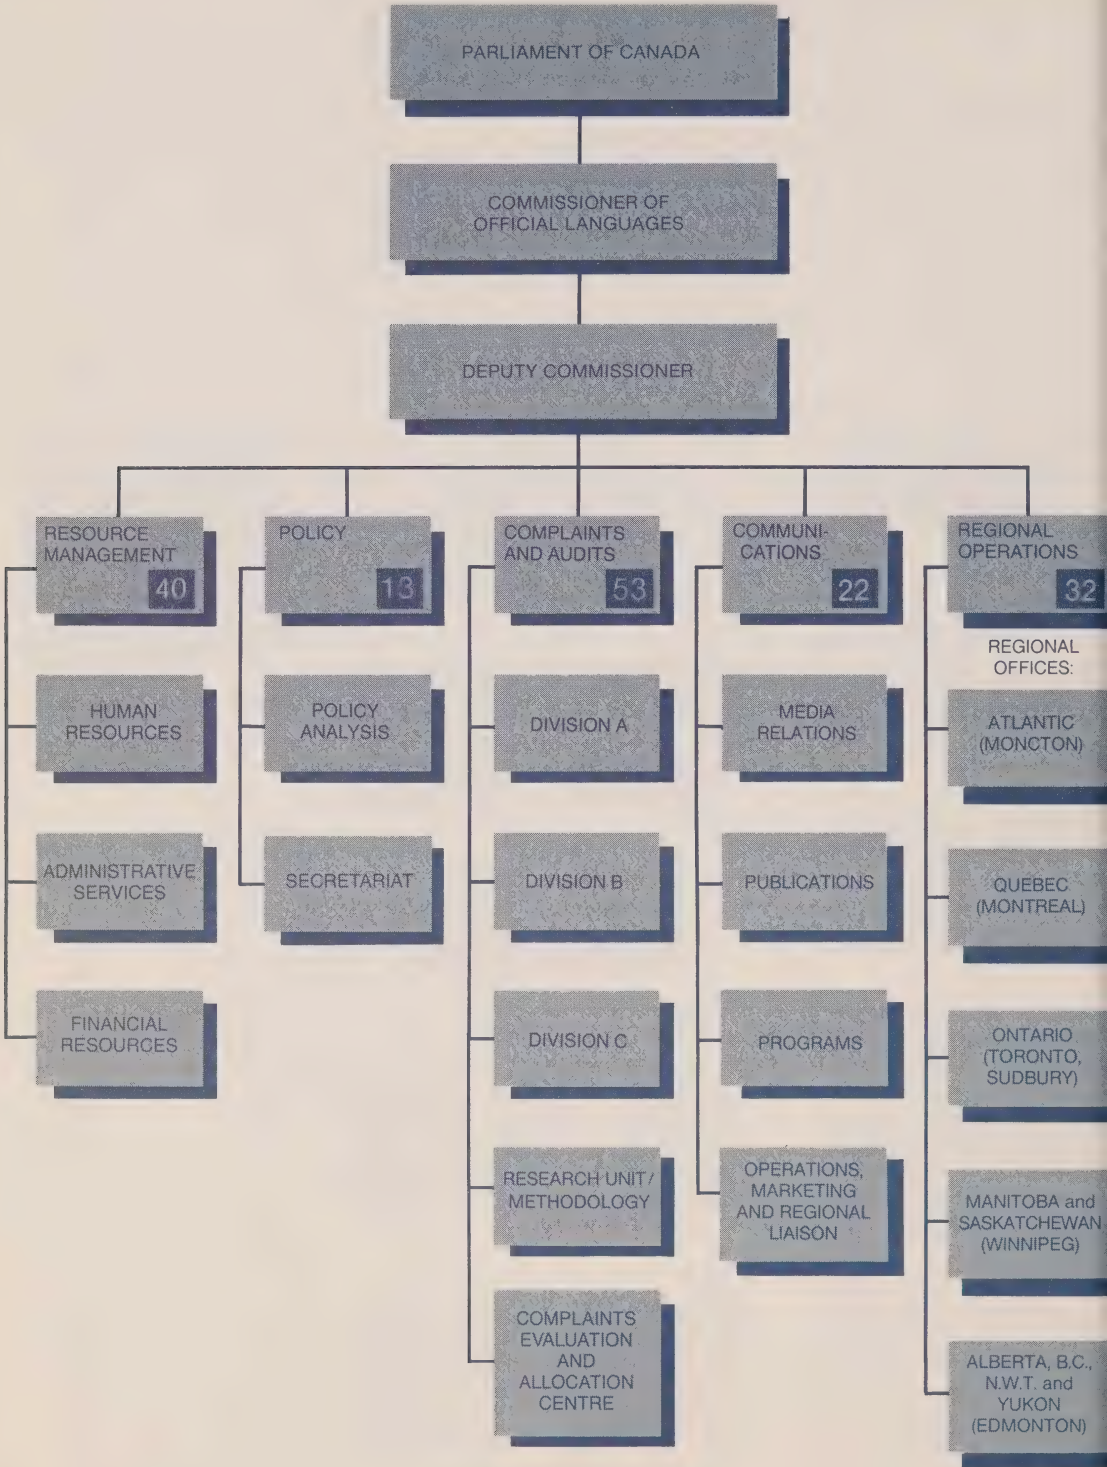 PARLIAMENT OF CANADA
COMMISSIONER OF
OFFICIAL LANGUAGES
DEPUTY COMMISSIONER
RESOURCE
MANAGEMENT
40
HUMAN
RESOURCES
ADMINISTRATIVE
SERVICES
FINANCIAL
RESOURCES
POLICY
13
POLICY
ANALYSIS
SECRETARIAT
COMPLAINTS
AND AUDITS
53
DIVISION A
DIVISION B
DIVISION C
RESEARCH UNIT/
METHODOLOGY
COMPLAINTS
EVALUATION
AND
ALLOCATION
CENTRE
COMMUNI-
CATIONS
22
MEDIA
RELATIONS
PUBLICATIONS
PROGRAMS
OPERATIONS,
MARKETING
AND REGIONAL
LIAISON
REGIONAL
OPERATIONS
32
REGIONAL
OFFICES:
ATLANTIC
(MONCTON)
QUEBEC
(MONTREAL)
ONTARIO
(TORONTO,
SUDBURY)
MANITOBA and
SASKATCHEWAN
(WINNIPEG)
ALBERTA, B.C.,
N.W.T. and
YUKON
(EDMONTON)